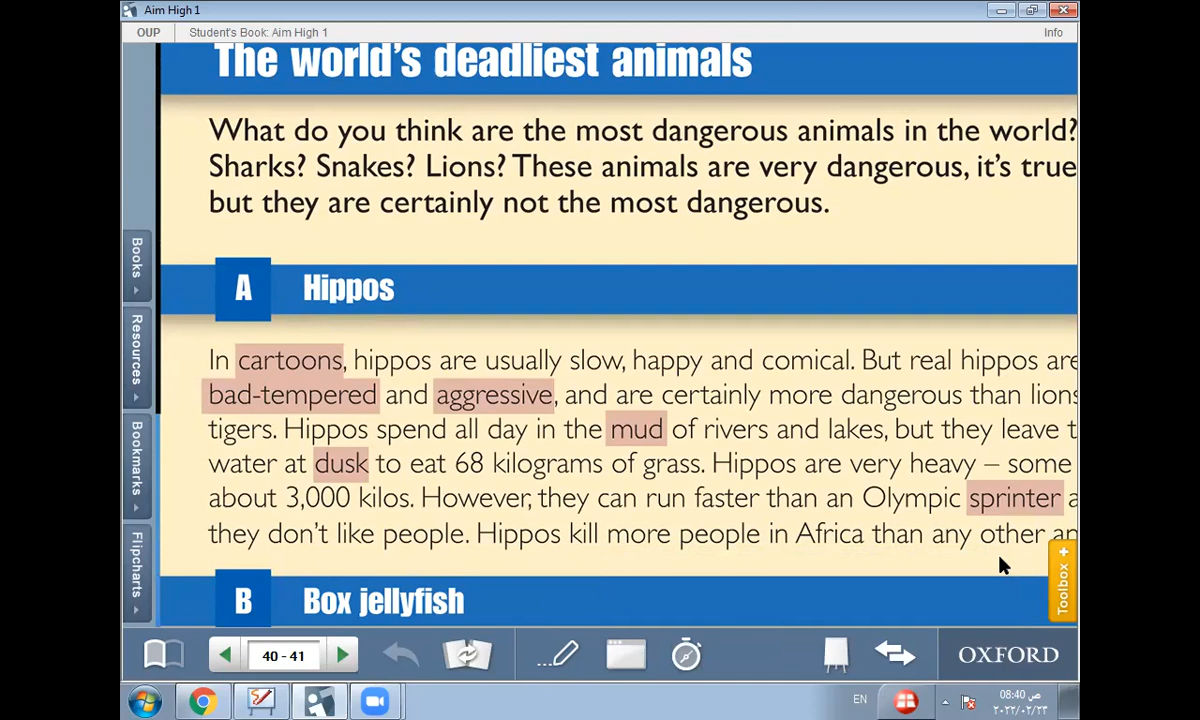 Aim High 1
OUP Student's Book: Aim High 1 Info
The world's deadliest animals
What do you think are the most dangerous animals in the world?
Sharks? Snakes? Lions? These animals are very dangerous, it's true
but they are certainly not the most dangerous.
A Hippos
In cartoons, hippos are usually slow, happy and comical. But real hippos are
bad-tempered and aggressive, and are certainly more dangerous than lions
tigers. Hippos spend all day in the mud of rivers and lakes, but they leave t
water at dusk to eat 68 kilograms of grass. Hippos are very heavy – some
about 3,000 kilos. However, they can run faster than an Olympic sprinter a
they don't like people. Hippos kill more people in Africa than any other an
B Box jellyfish
Books
Resources
Bookmarks
Flipcharts
Toolbox +
40 - 41
OXFORD
EN
08:40 ص
٢٠٢٢/٠٢/٢٣